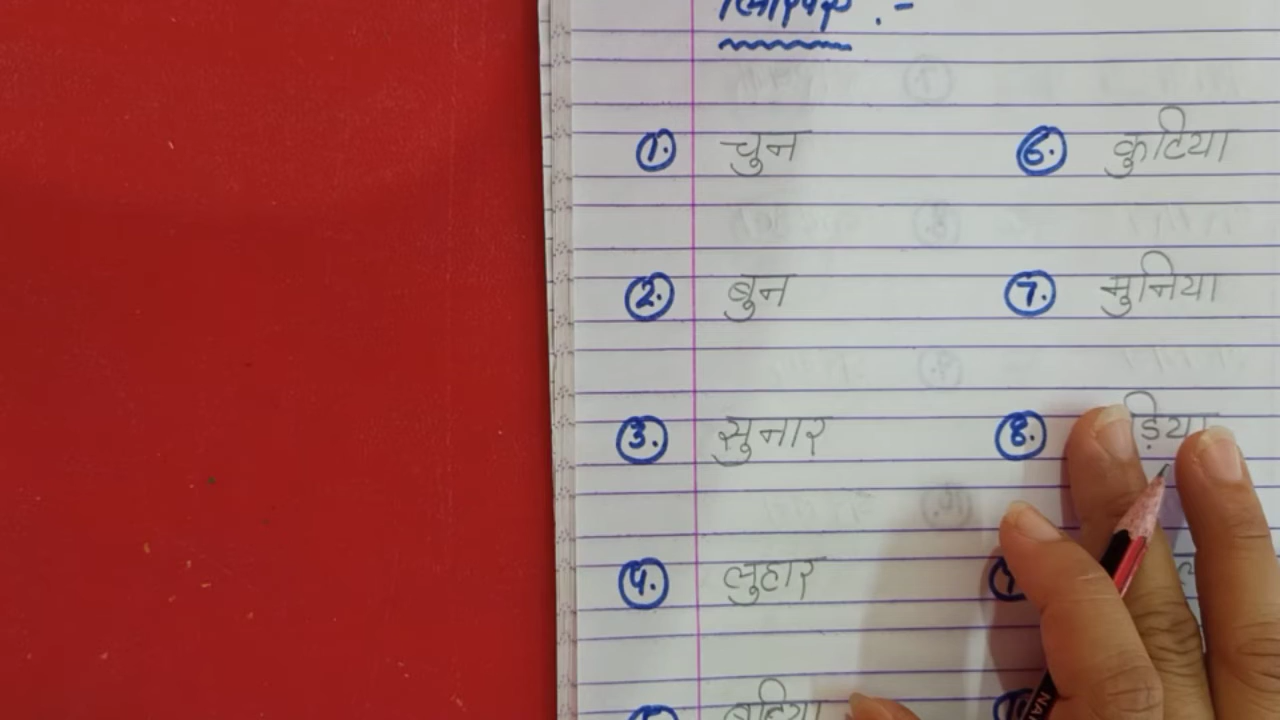 1. चुन 6. कुटिया
2. बुन 7. मुनिया
3. सुनार 8. ड़िया
4. लुहार